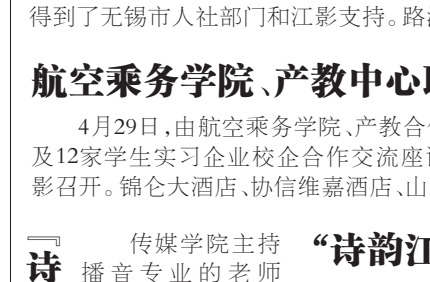 得到了无锡市人社部门和江影支持。路
航空乘务学院、产教中心
4月29日,由航空乘务学院、产教合
及12家学生实习企业校企合作交流座
影召开。锦仑大酒店、协信维嘉酒店、山
『诗
传媒学院主持
播音专业的老师
“诗韵江